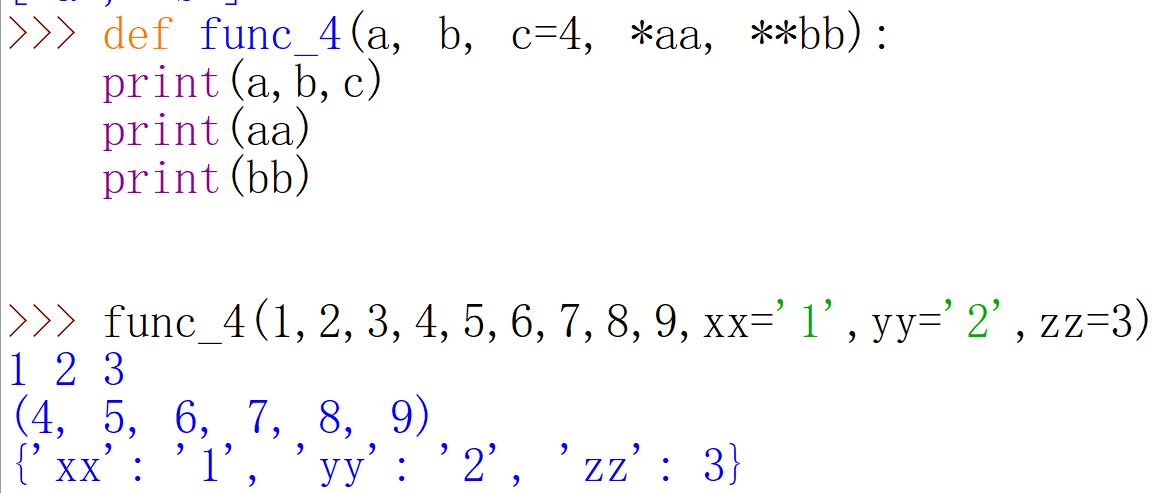 >>> def func_4(a, b, c=4, *aa, **bb):
    print(a,b,c)
    print(aa)
    print(bb)
>>> func_4(1,2,3,4,5,6,7,8,9,xx='1',yy='2',zz=3)
1 2 3
(4, 5, 6, 7, 8, 9)
{'xx': '1', 'yy': '2', 'zz': 3}